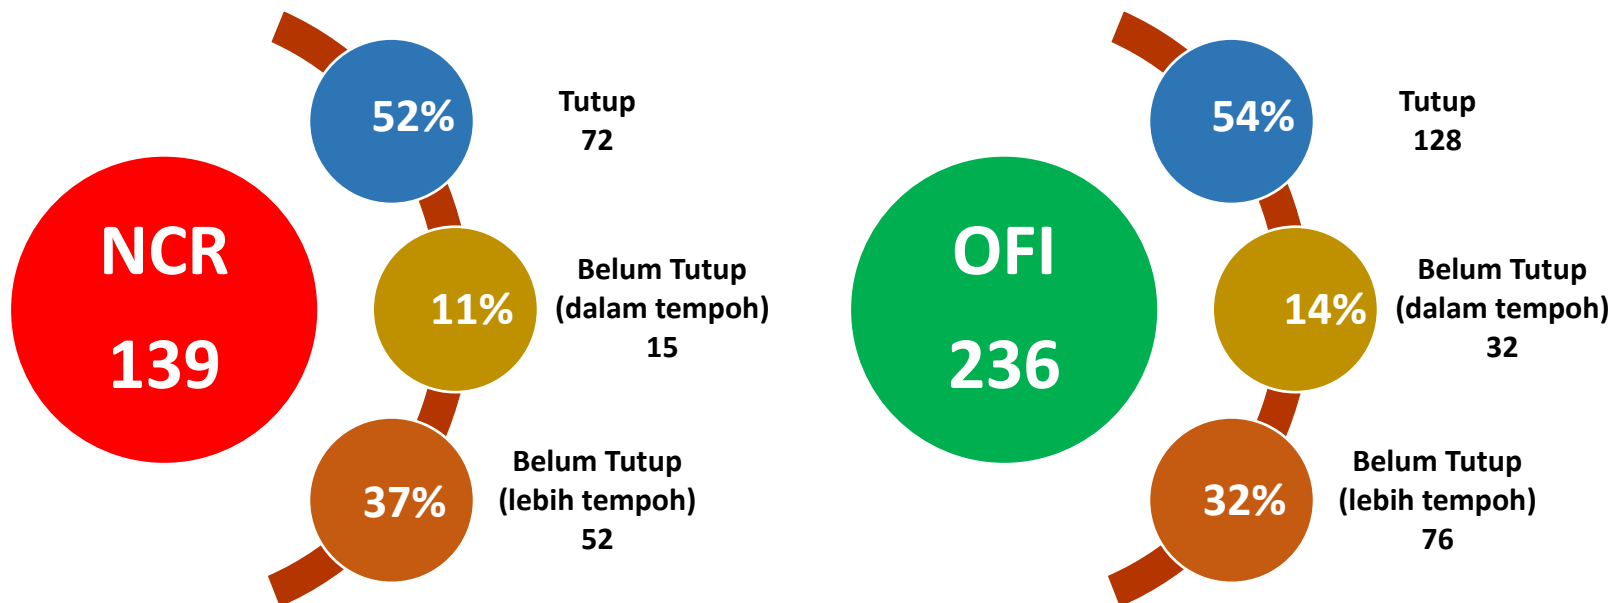 NCR
139
52%
Tutup
72
11%
Belum Tutup
(dalam tempoh)
15
37%
Belum Tutup
(lebih tempoh)
52
OFI
236
54%
Tutup
128
14%
Belum Tutup
(dalam tempoh)
32
32%
Belum Tutup
(lebih tempoh)
76